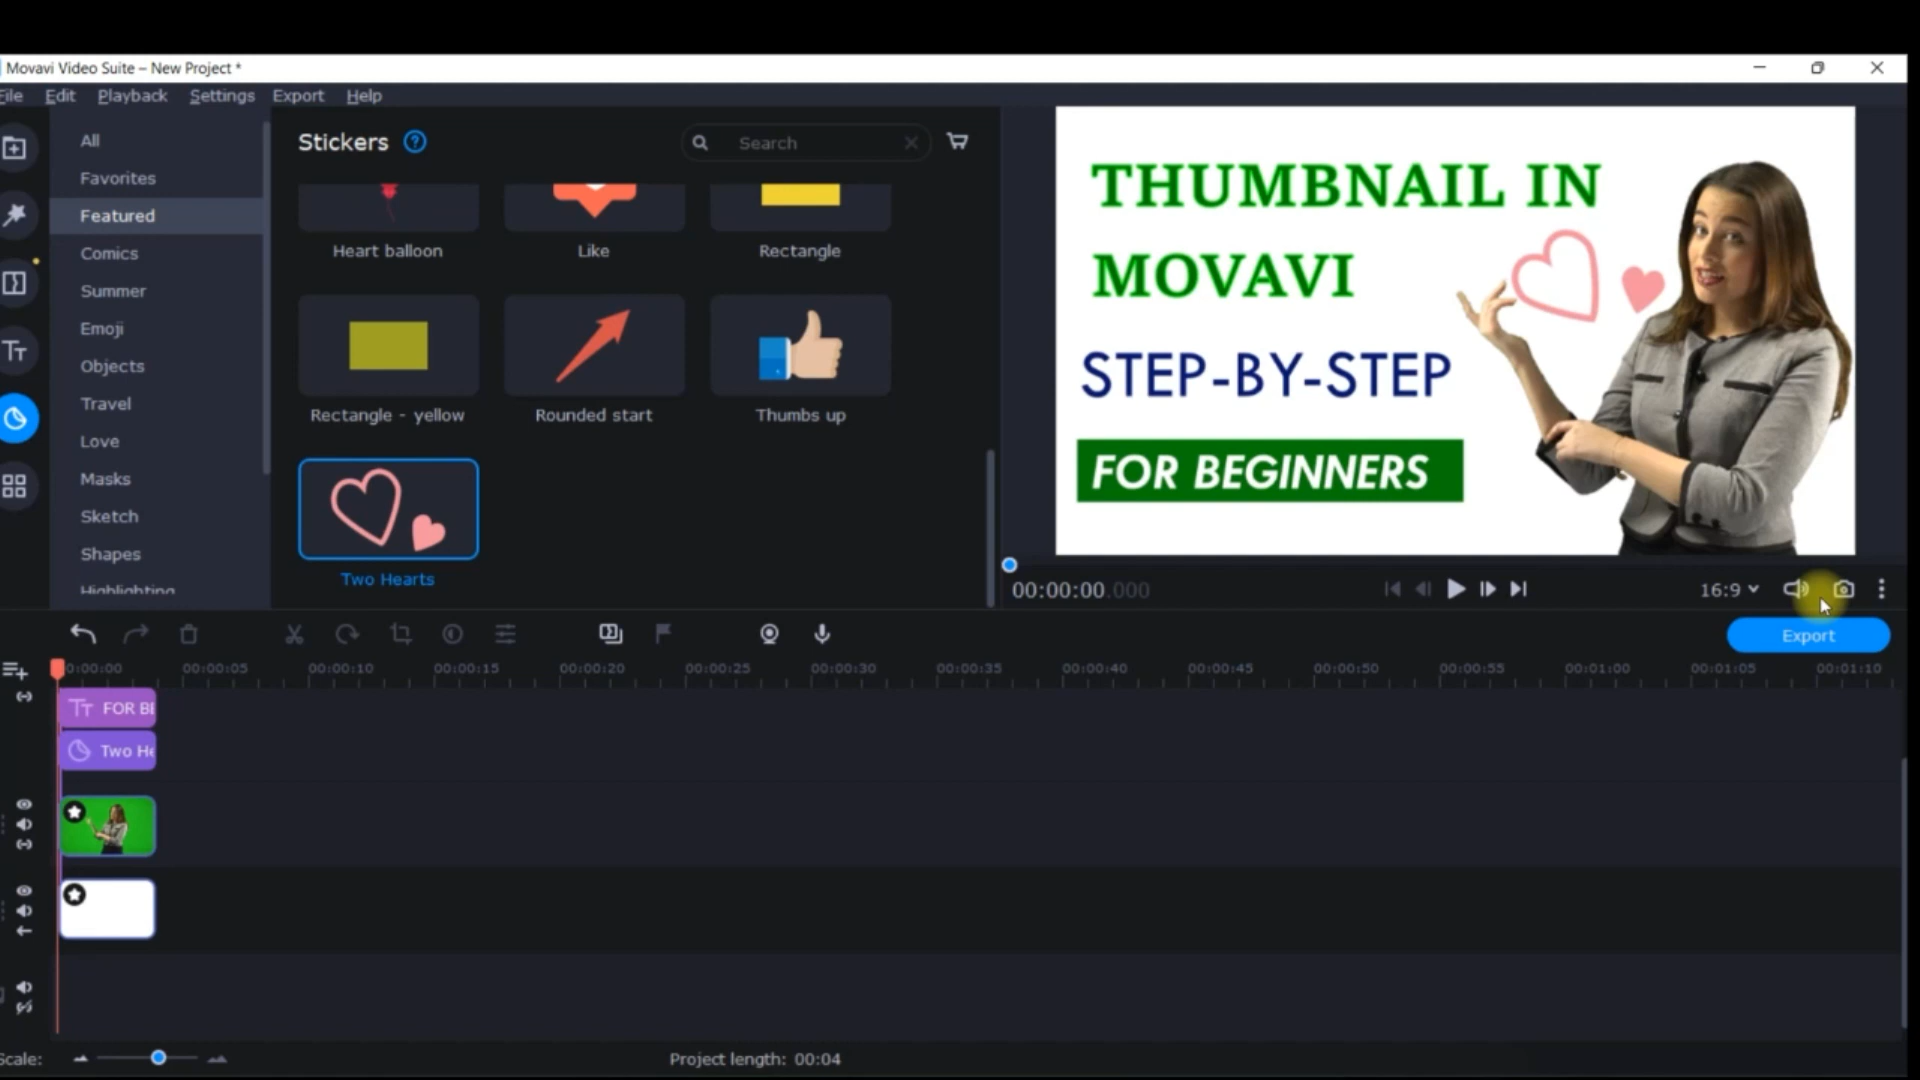 Movavi Video Suite – New Project *
File Edit Playback Settings Export Help
All
Favorites
Featured
Comics
Summer
Emoji
Objects
Travel
Love
Masks
Sketch
Shapes
Highlighting
Stickers ?
Search
Heart balloon Like Rectangle
Rectangle - yellow Rounded start Thumbs up
Two Hearts
THUMBNAIL IN
MOVAVI
STEP-BY-STEP
FOR BEGINNERS
00:00:00.000
16:9
Export
0:00:00 00:00:05 00:00:10 00:00:15 00:00:20 00:00:25 00:00:30 00:00:35 00:00:40 00:00:45 00:00:50 00:00:55 00:01:00 00:01:05 00:01:10
Tт FOR BE
Two He
Scale:
Project length: 00:04